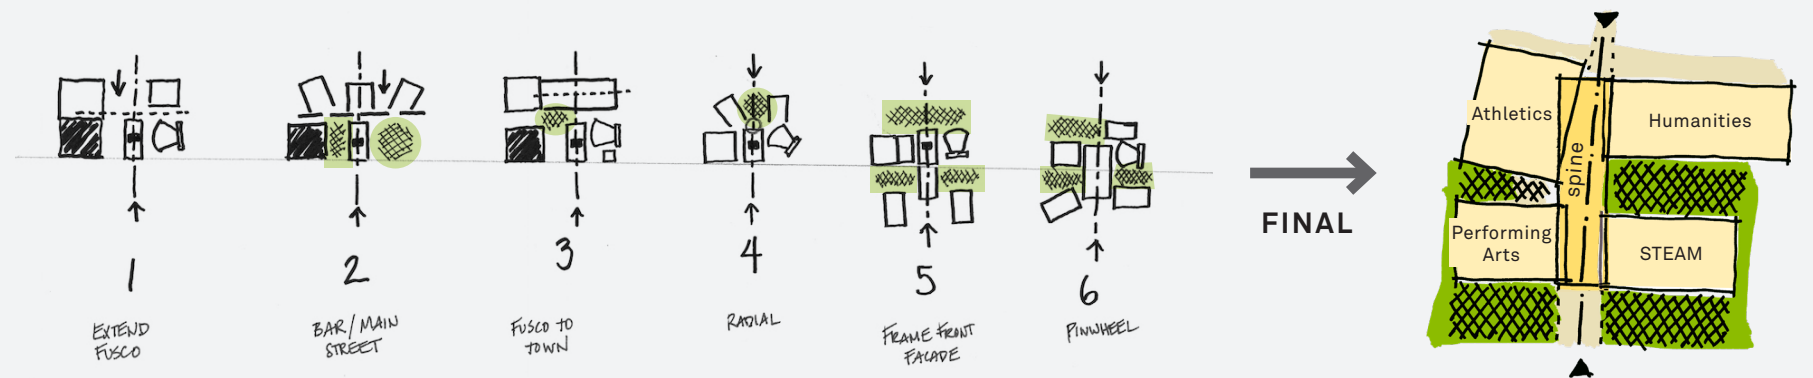 1
EXTEND
FUSCO
2
BAR/MAIN
STREET
3
FUSCO TO
TOWN
4
RADIAL
5
FRAME FRONT
FACADE
6
PINWHEEL
FINAL
Athletics
Humanities
spine
Performing
Arts
STEAM